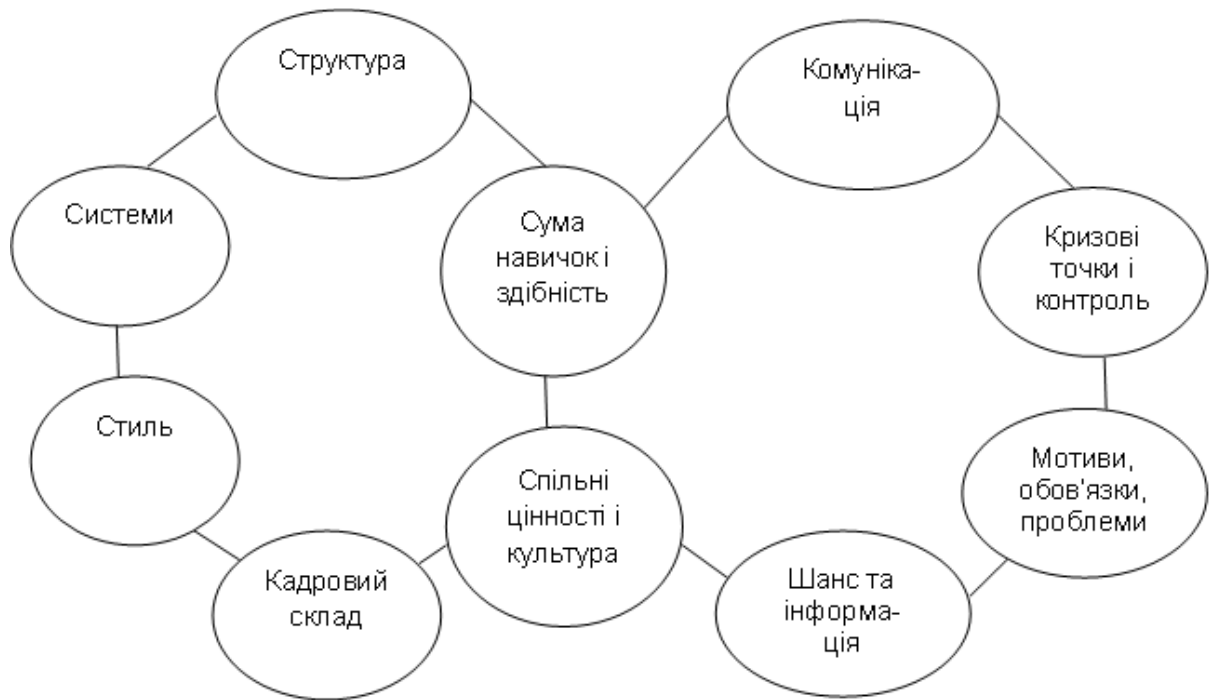 Структура
Комуніка-
ція
Системи
Сума
навичок і
здібність
Кризові
точки і
контроль
Стиль
Спільні
цінності і
культура
Мотиви,
обов'язки,
проблеми
Кадровий
склад
Шанс та
інформа-
ція